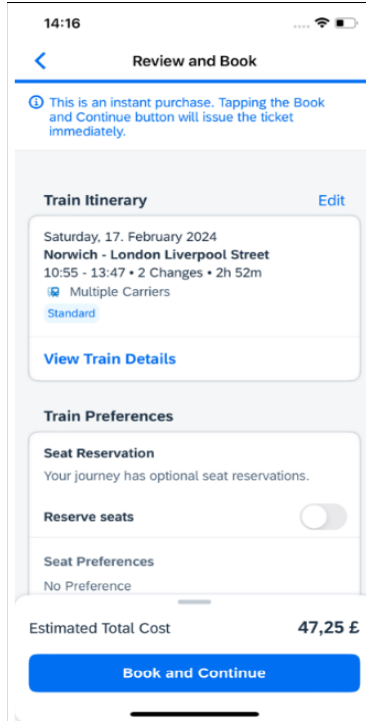 14:16
Review and Book
This is an instant purchase. Tapping the Book
and Continue button will issue the ticket
immediately.
Train Itinerary
Edit
Saturday, 17. February 2024
Norwich - London Liverpool Street
10:55 - 13:47 • 2 Changes • 2h 52m
Multiple Carriers
Standard
View Train Details
Train Preferences
Seat Reservation
Your journey has optional seat reservations.
Reserve seats
Seat Preferences
No Preference
Estimated Total Cost
47,25 £
Book and Continue